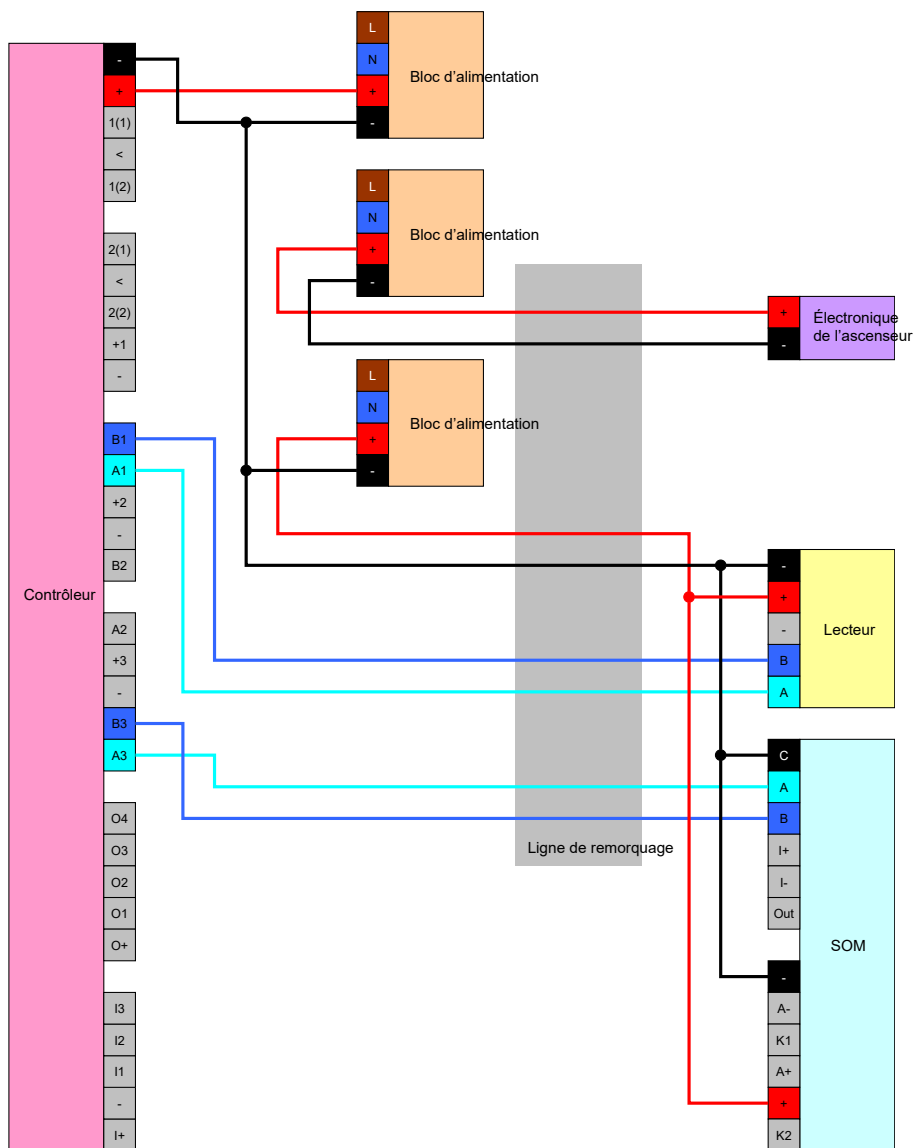 Contrôleur
-
+
1(1)
<
1(2)
2(1)
<
2(2)
+1
-
B1
A1
+2
-
B2
A2
+3
-
B3
A3
O4
O3
O2
O1
O+
I3
I2
I1
-
I+
L
N
+
-
Bloc d’alimentation
L
N
+
-
Bloc d’alimentation
L
N
+
-
Bloc d’alimentation
Ligne de remorquage
+
-
Électronique
de l’ascenseur
-
+
-
B
A
Lecteur
C
A
B
I+
I-
Out
-
A-
K1
A+
+
K2
SOM